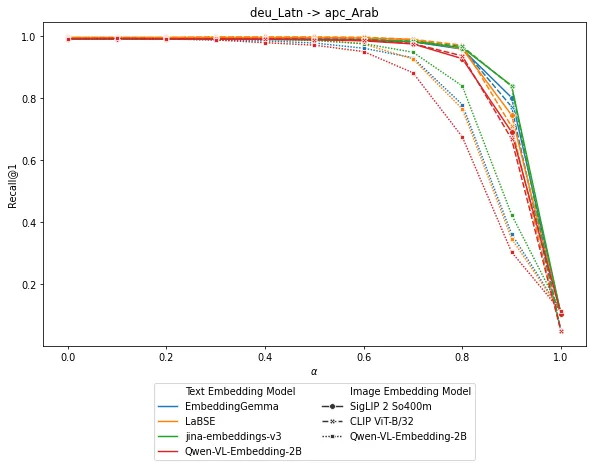 deu_Latn -> apc_Arab
1.0
0.8
0.6
0.4
0.2
Recall@1
0.0 0.2 0.4 0.6 0.8 1.0
α
Text Embedding Model Image Embedding Model
EmbeddingGemma SigLIP 2 So400m
LaBSE CLIP ViT-B/32
jina-embeddings-v3 Qwen-VL-Embedding-2B
Qwen-VL-Embedding-2B